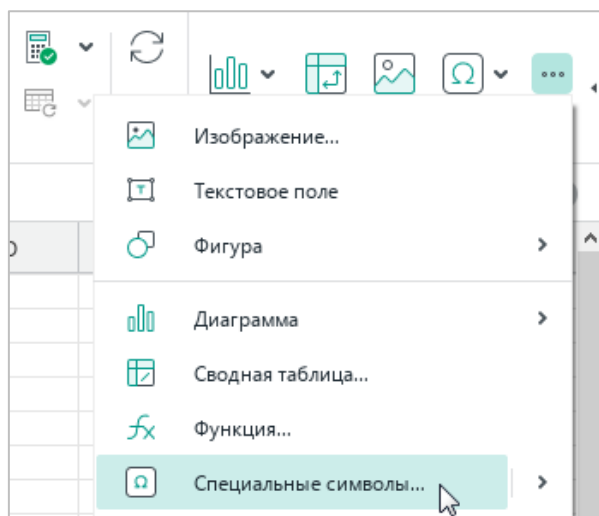 Изображение...
Текстовое поле
Фигура
Диаграмма
Сводная таблица...
Функция...
Специальные символы...